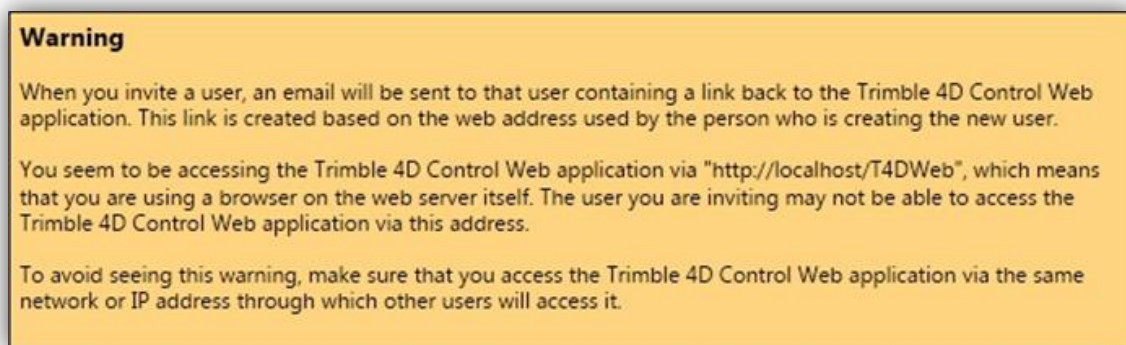 Warning
When you invite a user, an email will be sent to that user containing a link back to the Trimble 4D Control Web
application. This link is created based on the web address used by the person who is creating the new user.
You seem to be accessing the Trimble 4D Control Web application via "http://localhost/T4DWeb", which means
that you are using a browser on the web server itself. The user you are inviting may not be able to access the
Trimble 4D Control Web application via this address.
To avoid seeing this warning, make sure that you access the Trimble 4D Control Web application via the same
network or IP address through which other users will access it.